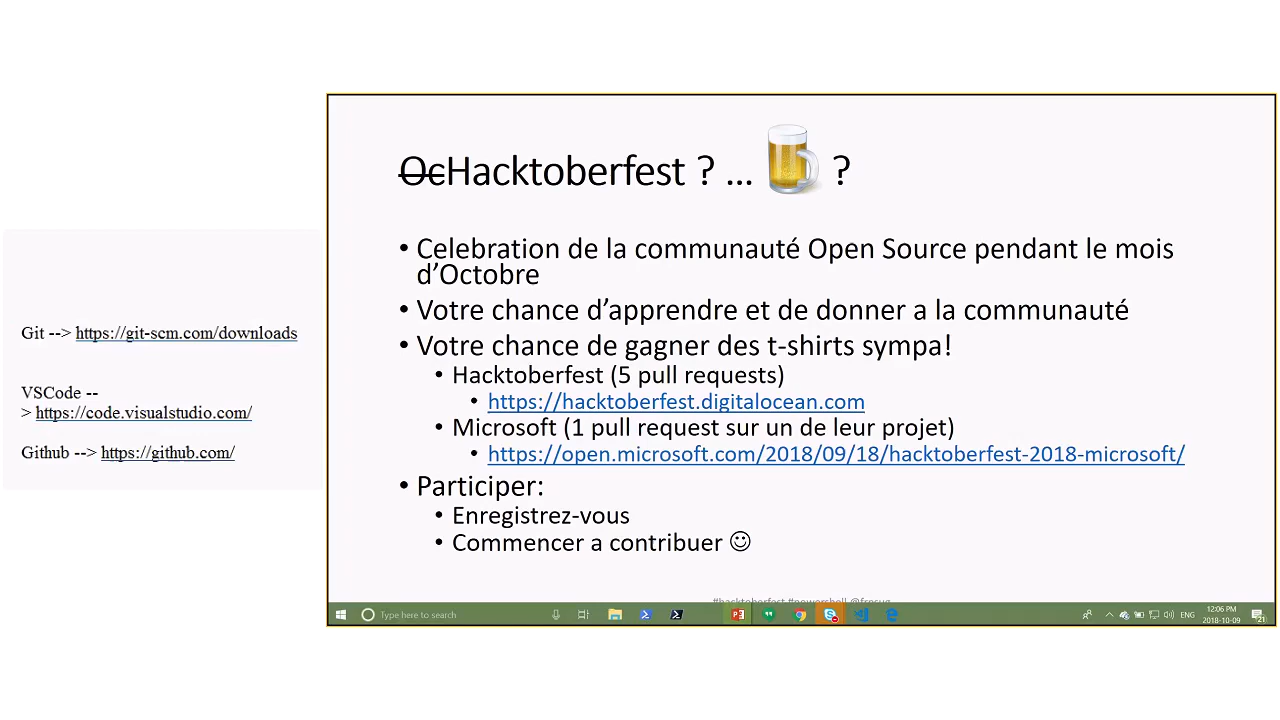 Git --> https://git-scm.com/downloads
VSCode --
> https://code.visualstudio.com/
Github --> https://github.com/
OcHacktoberfest ? ... ?
• Celebration de la communauté Open Source pendant le mois
d’Octobre
• Votre chance d’apprendre et de donner a la communauté
• Votre chance de gagner des t-shirts sympa!
• Hacktoberfest (5 pull requests)
• https://hacktoberfest.digitalocean.com
• Microsoft (1 pull request sur un de leur projet)
• https://open.microsoft.com/2018/09/18/hacktoberfest-2018-microsoft/
• Participer:
• Enregistrez-vous
• Commencer a contribuer ☺
#hacktoberfest #powershell @frpsug
Type here to search
ENG
12:06 PM
2018-10-09
21